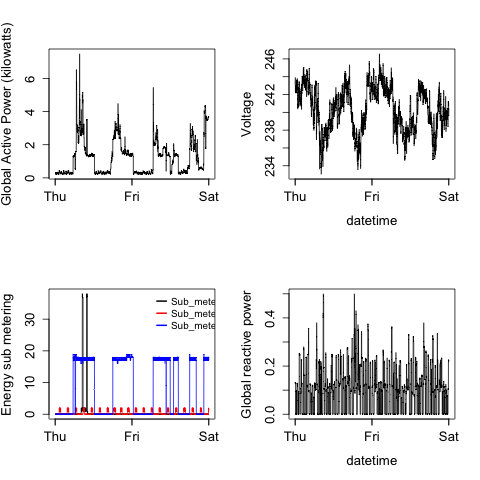 Global Active Power (kilowatts)
0 2 4 6
Thu Fri Sat
Voltage
234 238 242 246
Thu Fri Sat
datetime
Energy sub metering
0 10 20 30
Sub_mete
Sub_mete
Sub_mete
Thu Fri Sat
Global reactive power
0.0 0.2 0.4
Thu Fri Sat
datetime